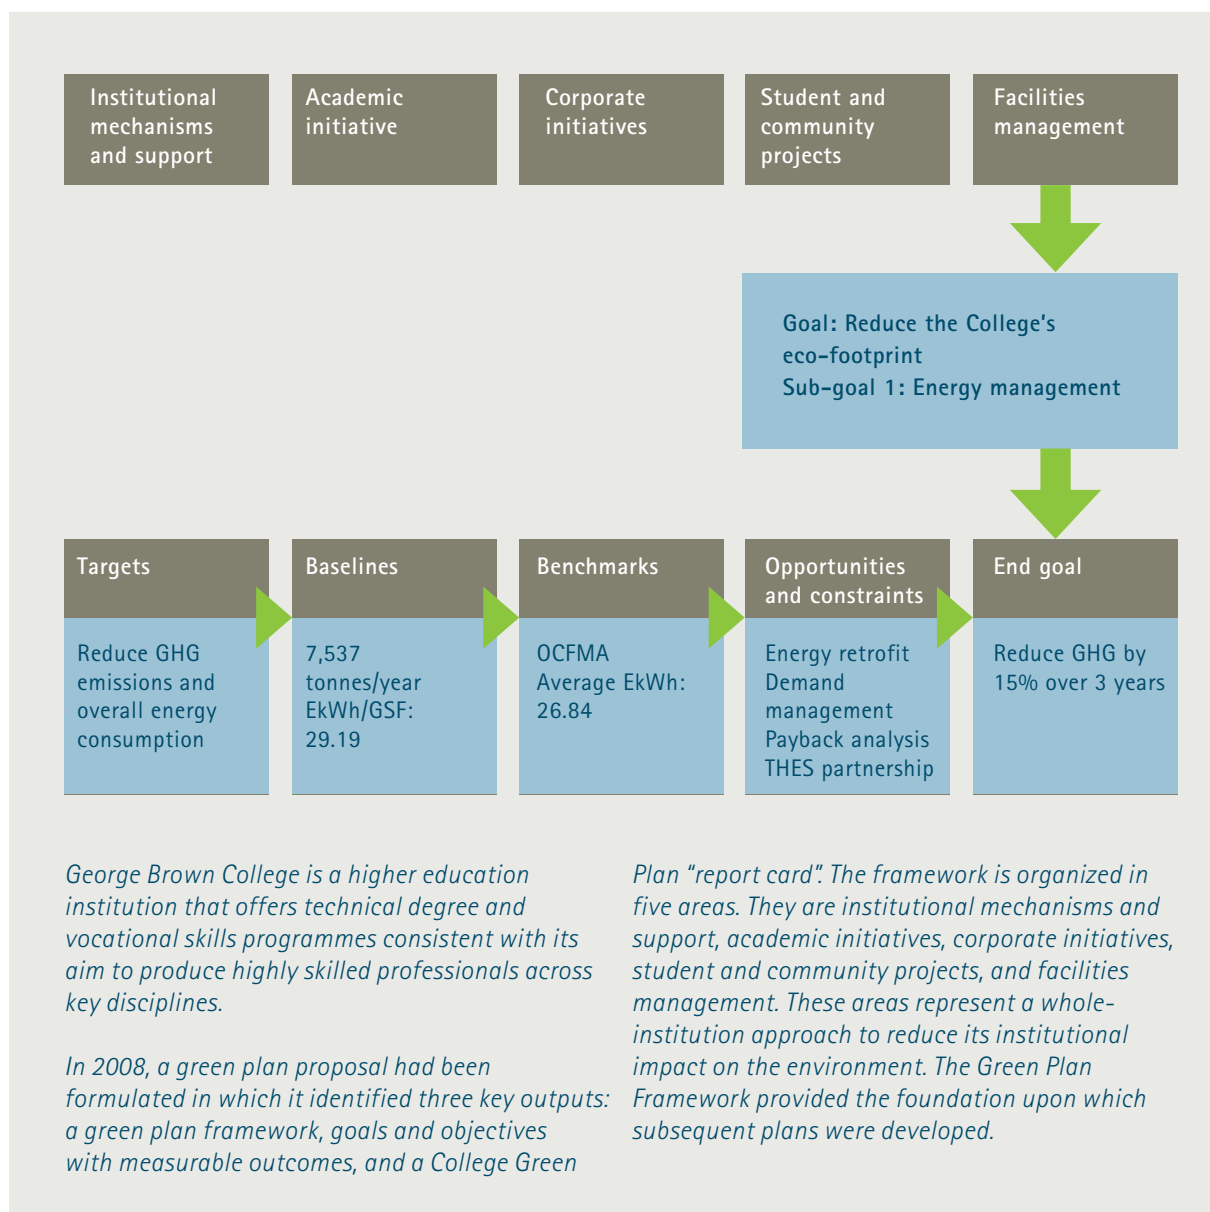 Institutional
mechanisms
and support
Academic
initiative
Corporate
initiatives
Student and
community
projects
Facilities
management
Goal: Reduce the College's
eco-footprint
Sub-goal 1: Energy management
Targets
Reduce GHG
emissions and
overall energy
consumption
Baselines
7,537
tonnes/year
EkWh/GSF:
29.19
Benchmarks
OCFMA
Average EkWh:
26.84
Opportunities
and constraints
Energy retrofit
Demand
management
Payback analysis
THES partnership
End goal
Reduce GHG by
15% over 3 years
George Brown College is a higher education
institution that offers technical degree and
vocational skills programmes consistent with its
aim to produce highly skilled professionals across
key disciplines.
In 2008, a green plan proposal had been
formulated in which it identified three key outputs:
a green plan framework, goals and objectives
with measurable outcomes, and a College Green
Plan “report card”. The framework is organized in
five areas. They are institutional mechanisms and
support, academic initiatives, corporate initiatives,
student and community projects, and facilities
management. These areas represent a whole-
institution approach to reduce its institutional
impact on the environment. The Green Plan
Framework provided the foundation upon which
subsequent plans were developed.